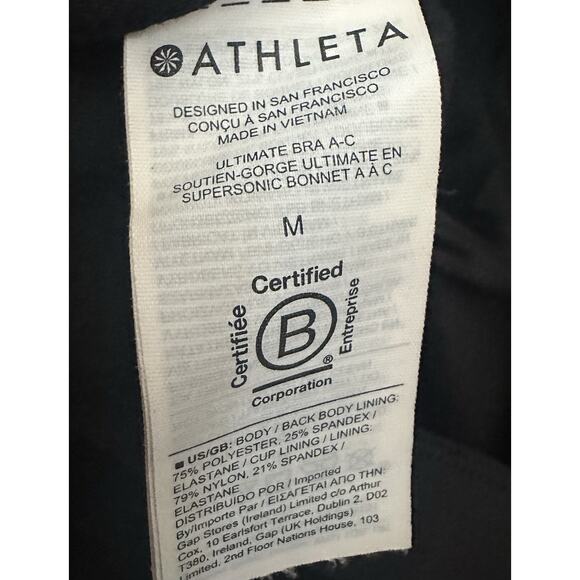 ATHLETA
DESIGNED IN SAN FRANCISCO
CONÇU À SAN FRANCISCO
MADE IN VIETNAM
ULTIMATE BRA A-C
SOUTIEN-GORGE ULTIMATE EN
SUPERSONIC BONNET A À C
M
Certified
Certifiée
B
Entreprise
®
Corporation
■ US/GB: BODY / BACK BODY LINING:
75% POLYESTER, 25% SPANDEX /
ELASTANE / CUP LINING / LINING:
79% NYLON, 21% SPANDEX /
ELASTANE
DISTRIBUÍDO POR / Imported
By/Importe Par / ΕΙΣΑΓΕΤΑΙ ΑΠΟ ΤΗΝ:
Gap Stores (Ireland) Limited c/o Arthur
Cox, 10 Earlsfort Terrace, Dublin 2, D02
T380, Ireland, Gap (UK Holdings)
Limited, 2nd Floor Nations House, 103